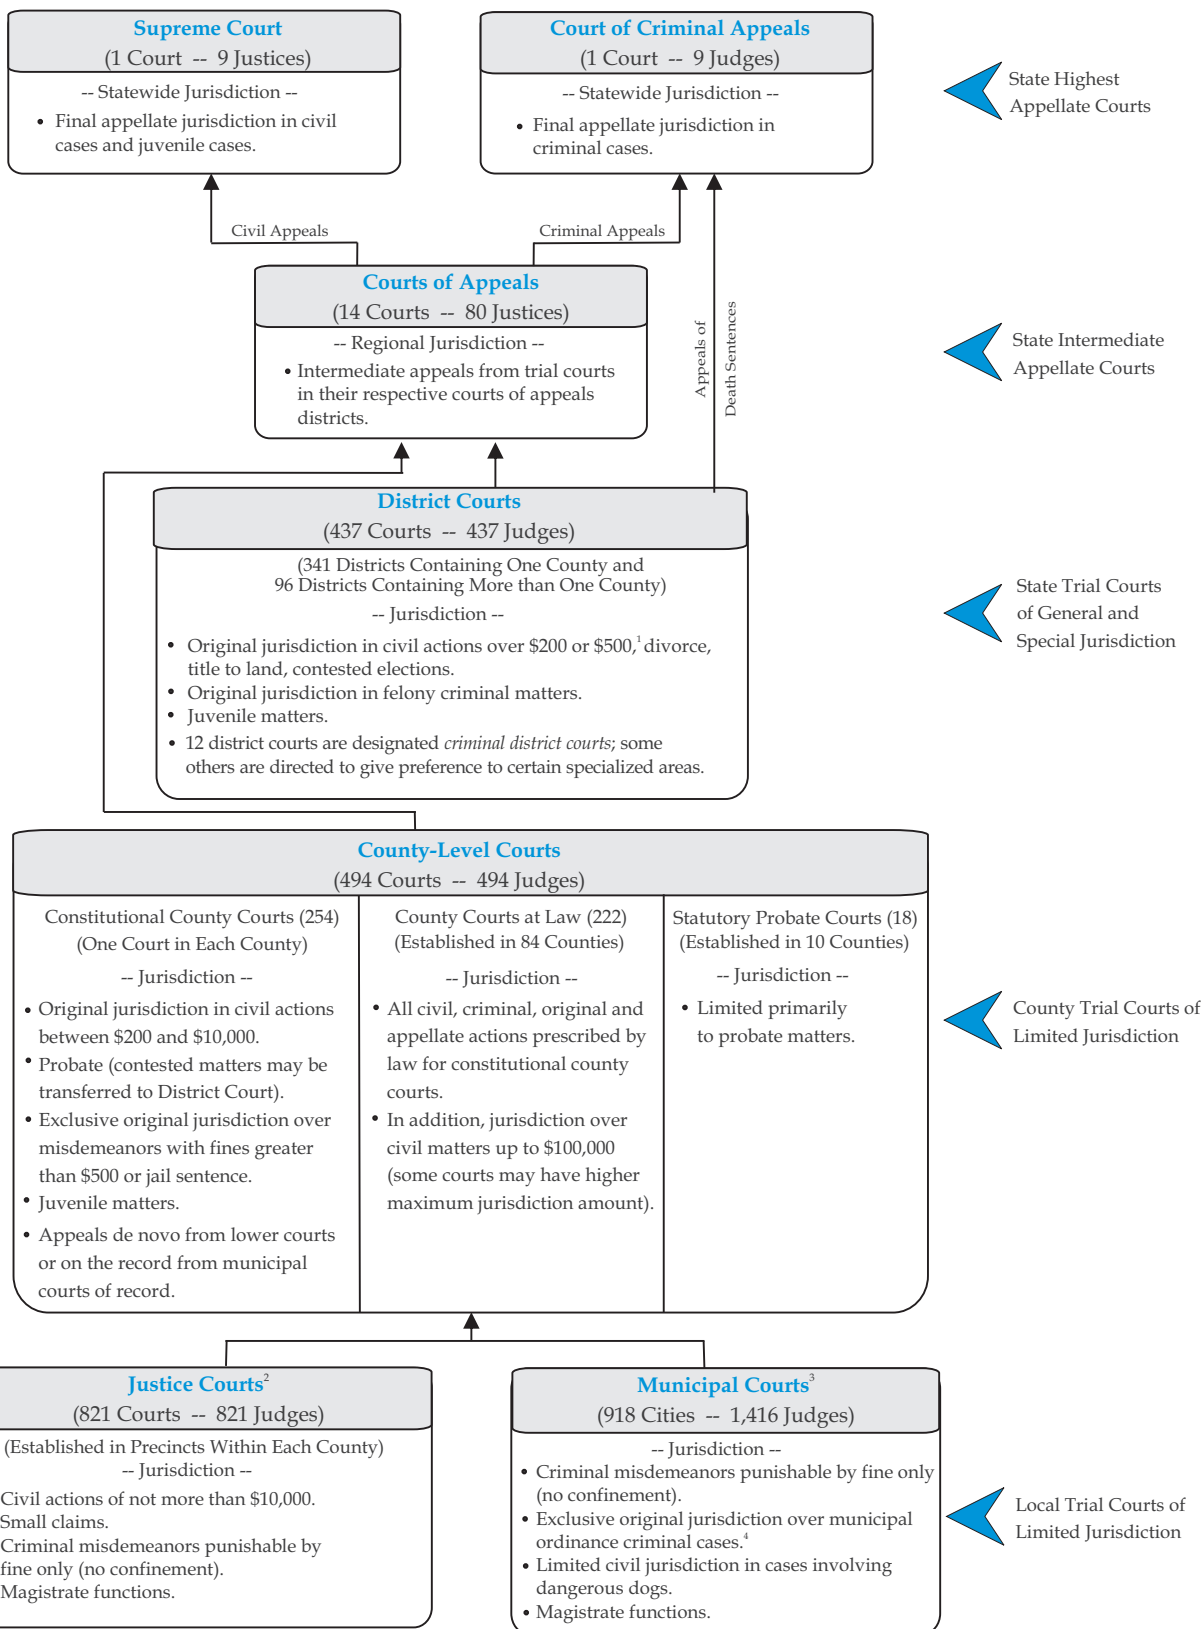 Supreme Court
(1 Court -- 9 Justices)
-- Statewide Jurisdiction --
• Final appellate jurisdiction in civil
cases and juvenile cases.
Court of Criminal Appeals
(1 Court -- 9 Judges)
-- Statewide Jurisdiction --
• Final appellate jurisdiction in
criminal cases.
State Highest
Appellate Courts
Civil Appeals
Criminal Appeals
Courts of Appeals
(14 Courts -- 80 Justices)
-- Regional Jurisdiction --
• Intermediate appeals from trial courts
in their respective courts of appeals
districts.
Appeals of
Death Sentences
State Intermediate
Appellate Courts
District Courts
(437 Courts -- 437 Judges)
(341 Districts Containing One County and
96 Districts Containing More than One County)
-- Jurisdiction --
• Original jurisdiction in civil actions over $200 or $500,¹ divorce,
title to land, contested elections.
• Original jurisdiction in felony criminal matters.
• Juvenile matters.
• 12 district courts are designated criminal district courts; some
others are directed to give preference to certain specialized areas.
State Trial Courts
of General and
Special Jurisdiction
County-Level Courts
(494 Courts -- 494 Judges)
Constitutional County Courts (254)
(One Court in Each County)
-- Jurisdiction --
• Original jurisdiction in civil actions
between $200 and $10,000.
• Probate (contested matters may be
transferred to District Court).
• Exclusive original jurisdiction over
misdemeanors with fines greater
than $500 or jail sentence.
• Juvenile matters.
• Appeals de novo from lower courts
or on the record from municipal
courts of record.
County Courts at Law (222)
(Established in 84 Counties)
-- Jurisdiction --
• All civil, criminal, original and
appellate actions prescribed by
law for constitutional county
courts.
• In addition, jurisdiction over
civil matters up to $100,000
(some courts may have higher
maximum jurisdiction amount).
Statutory Probate Courts (18)
(Established in 10 Counties)
-- Jurisdiction --
• Limited primarily
to probate matters.
County Trial Courts of
Limited Jurisdiction
Justice Courts²
(821 Courts -- 821 Judges)
(Established in Precincts Within Each County)
-- Jurisdiction --
Civil actions of not more than $10,000.
Small claims.
Criminal misdemeanors punishable by
fine only (no confinement).
Magistrate functions.
Municipal Courts³
(918 Cities -- 1,416 Judges)
-- Jurisdiction --
• Criminal misdemeanors punishable by fine only
(no confinement).
• Exclusive original jurisdiction over municipal
ordinance criminal cases.⁴
• Limited civil jurisdiction in cases involving
dangerous dogs.
• Magistrate functions.
Local Trial Courts of
Limited Jurisdiction